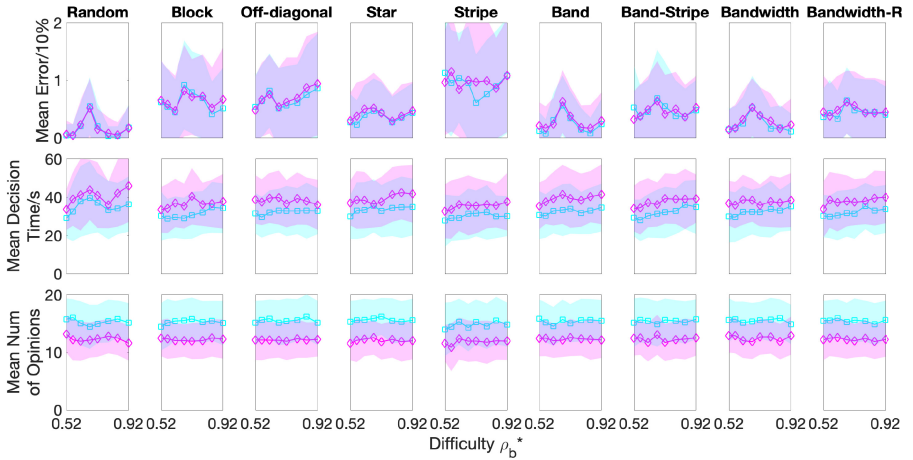 Random Block Off-diagonal Star Stripe Band Band-Stripe Bandwidth Bandwidth-R
Mean Error/10%
2
1
0
Mean Decision
Time/s
60
40
20
0
Mean Num
of Opinions
20
10
0
0.52 0.92 0.52 0.92 0.52 0.92 0.52 0.92 0.52 0.92 0.52 0.92 0.52 0.92 0.52 0.92 0.52 0.92
Difficulty ρb*